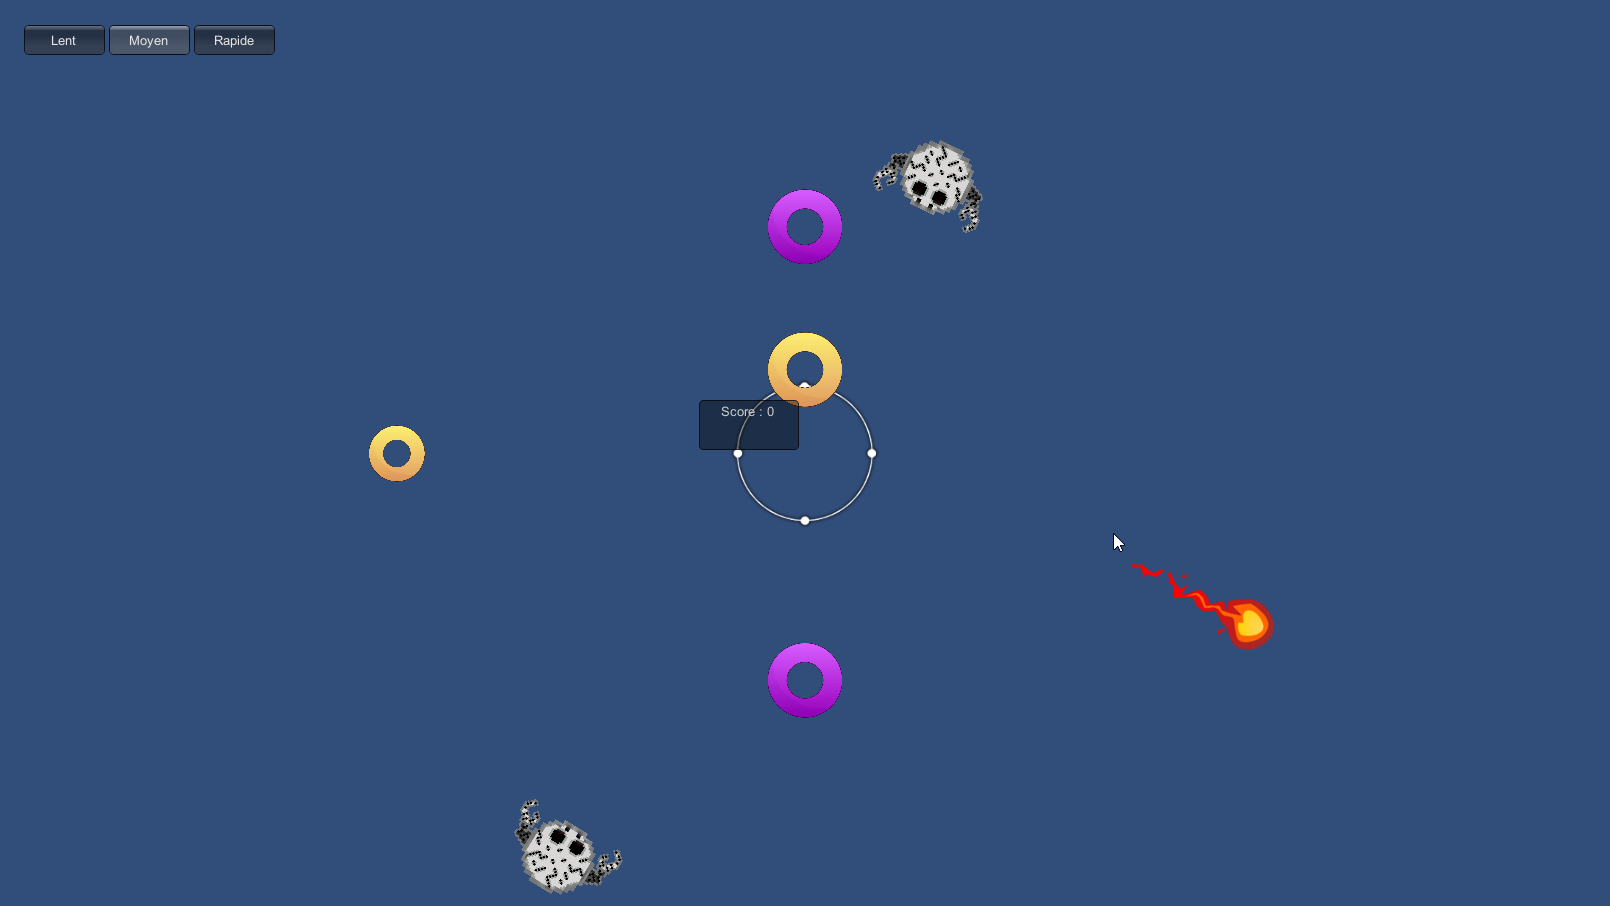 Lent
Moyen
Rapide
Score : 0